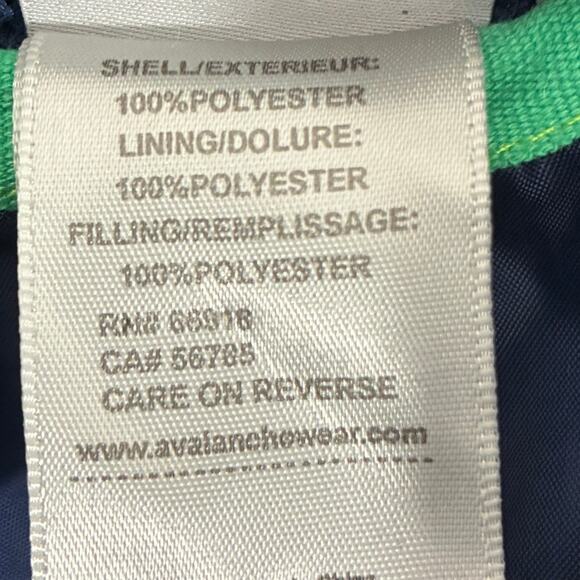 SHELL/EXTERIEUR:
100%POLYESTER
LINING/DOLURE:
100%POLYESTER
FILLING/REMPLISSAGE:
100%POLYESTER
RN# 66918
CA# 56785
CARE ON REVERSE
www.avalanchewear.com